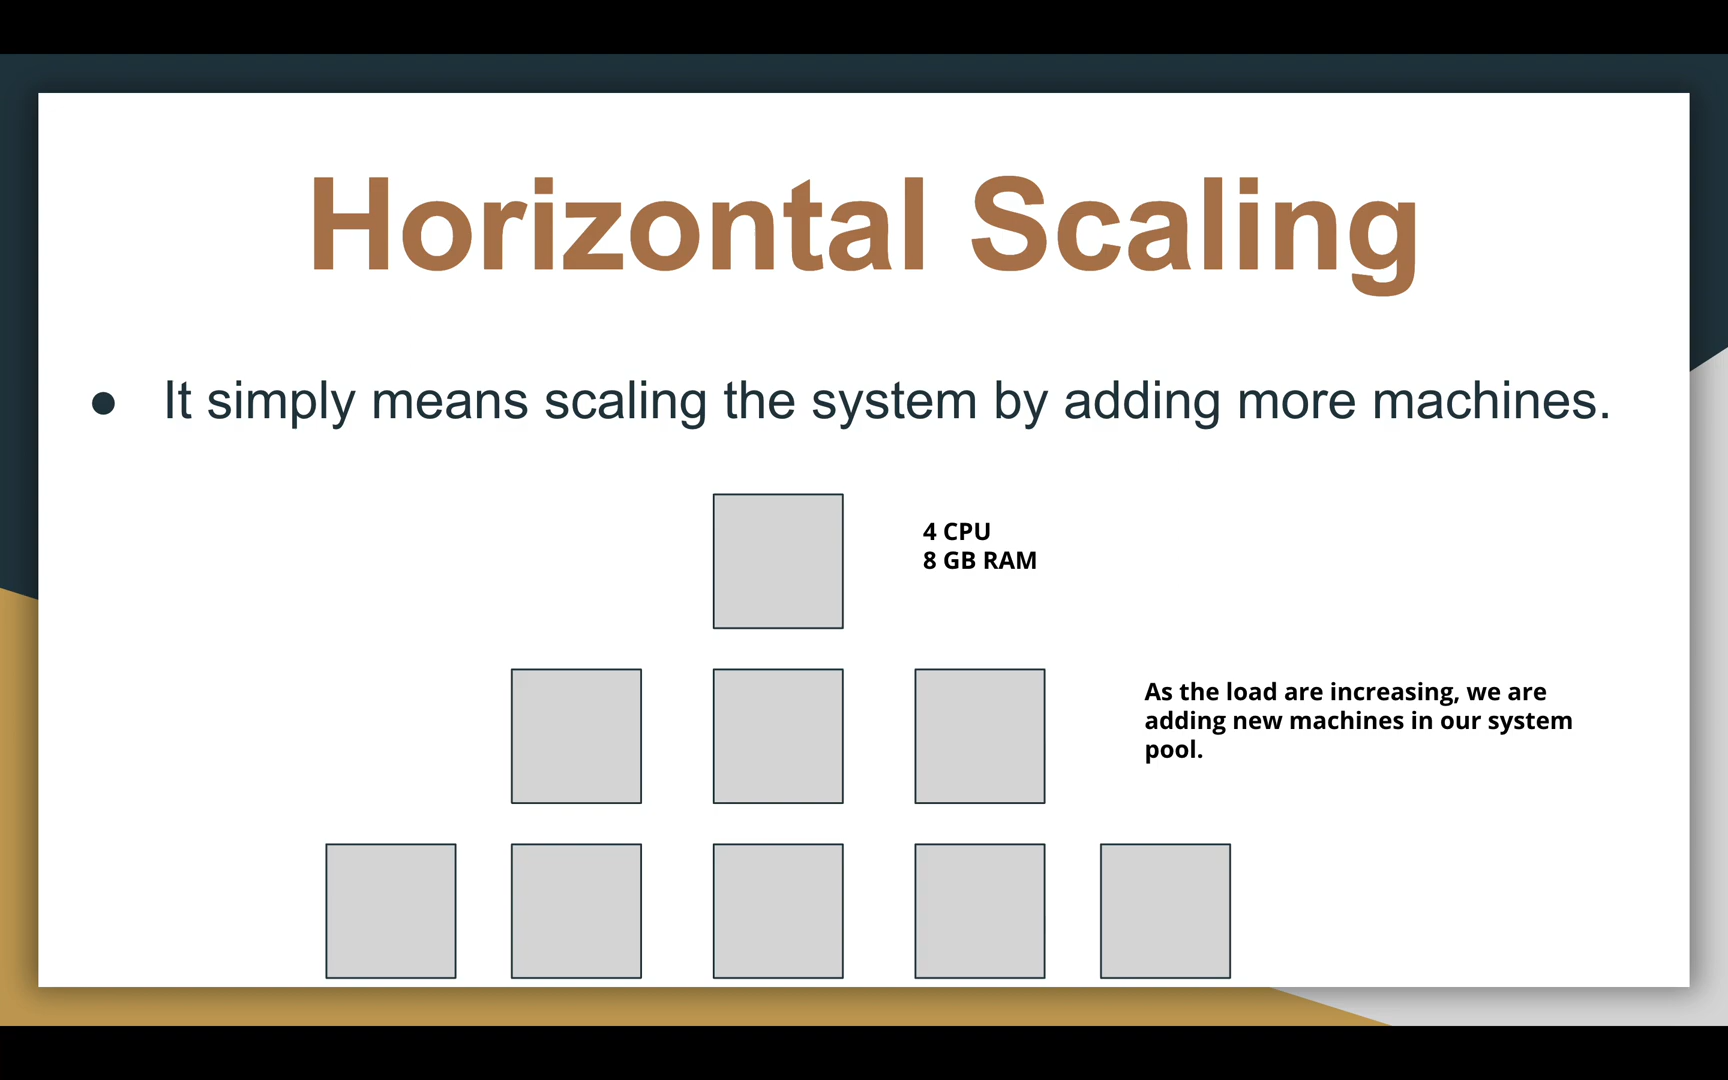 Horizontal Scaling
● It simply means scaling the system by adding more machines.
4 CPU
8 GB RAM
As the load are increasing, we are
adding new machines in our system
pool.